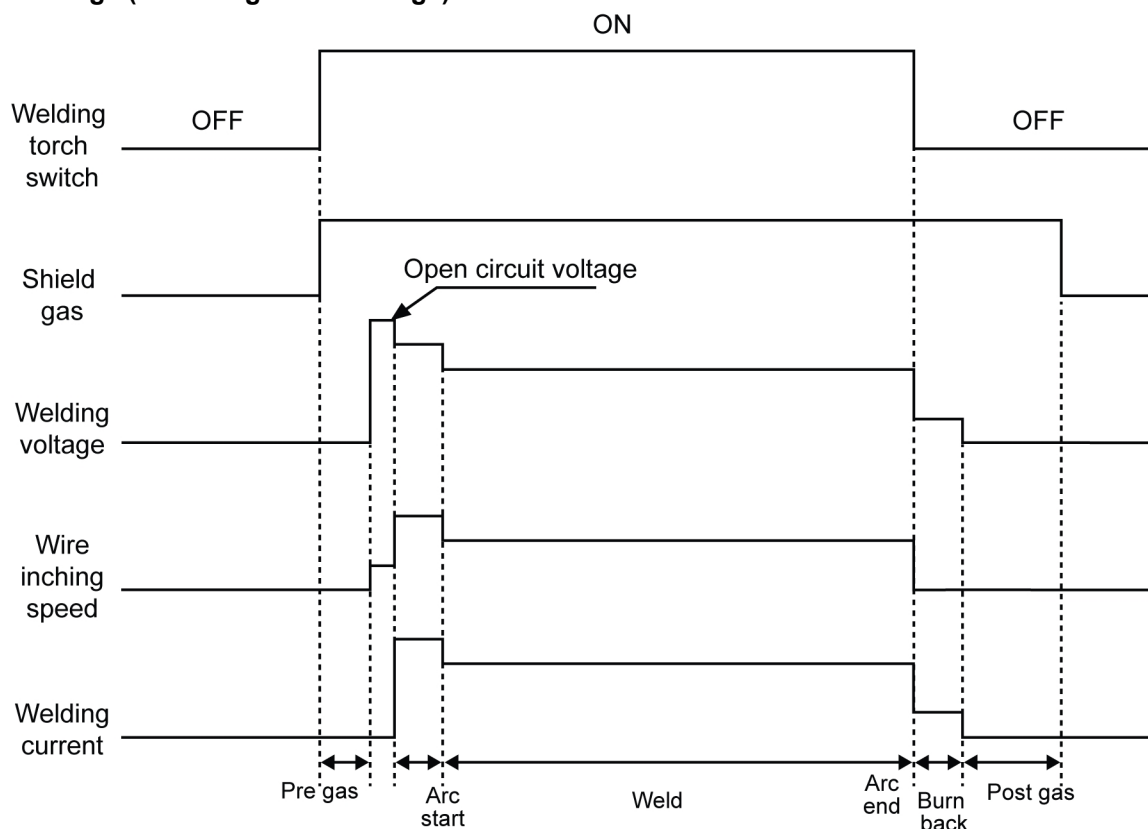 ON
Welding
torch
switch
OFF
OFF
Shield
gas
Open circuit voltage
Welding
voltage
Wire
inching
speed
Welding
current
Pre gas
Arc
start
Weld
Arc
end
Burn
back
Post gas